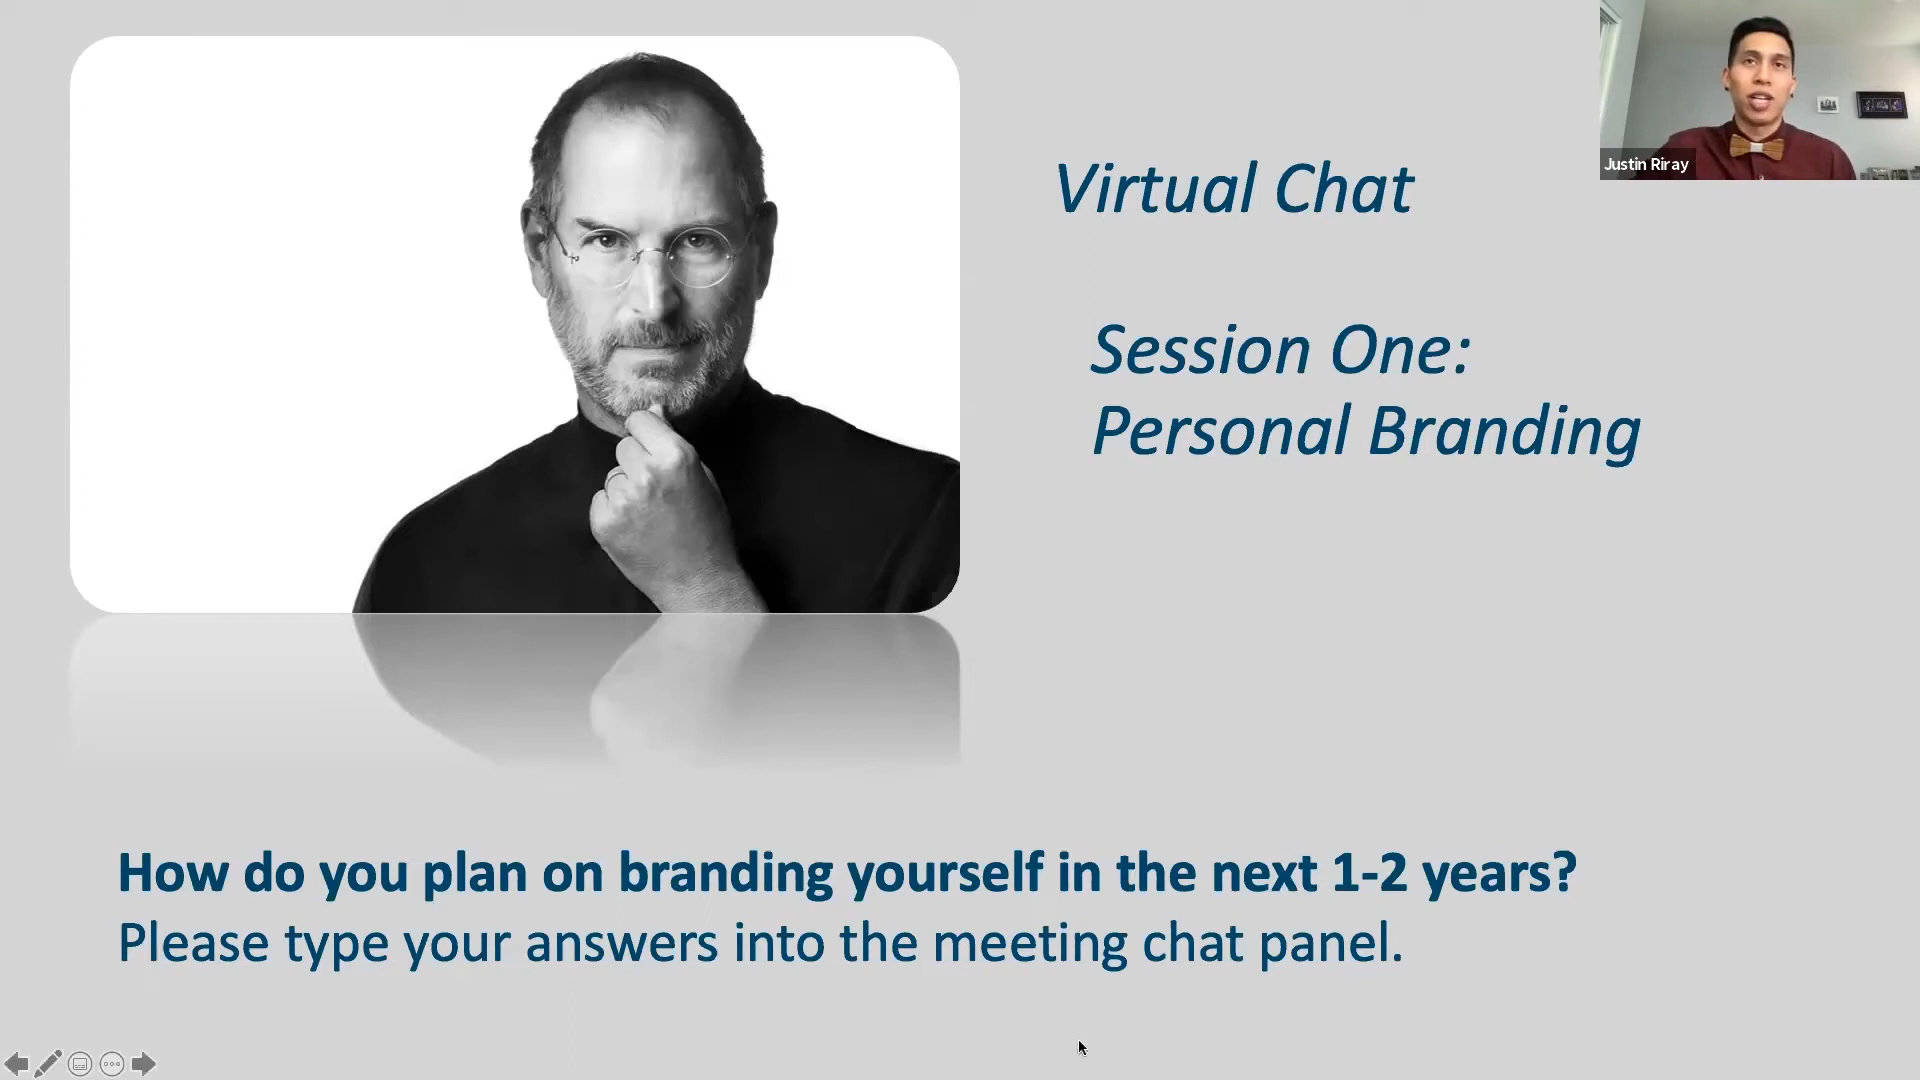 Virtual Chat
Justin Riray
Session One:
Personal Branding
How do you plan on branding yourself in the next 1-2 years?
Please type your answers into the meeting chat panel.